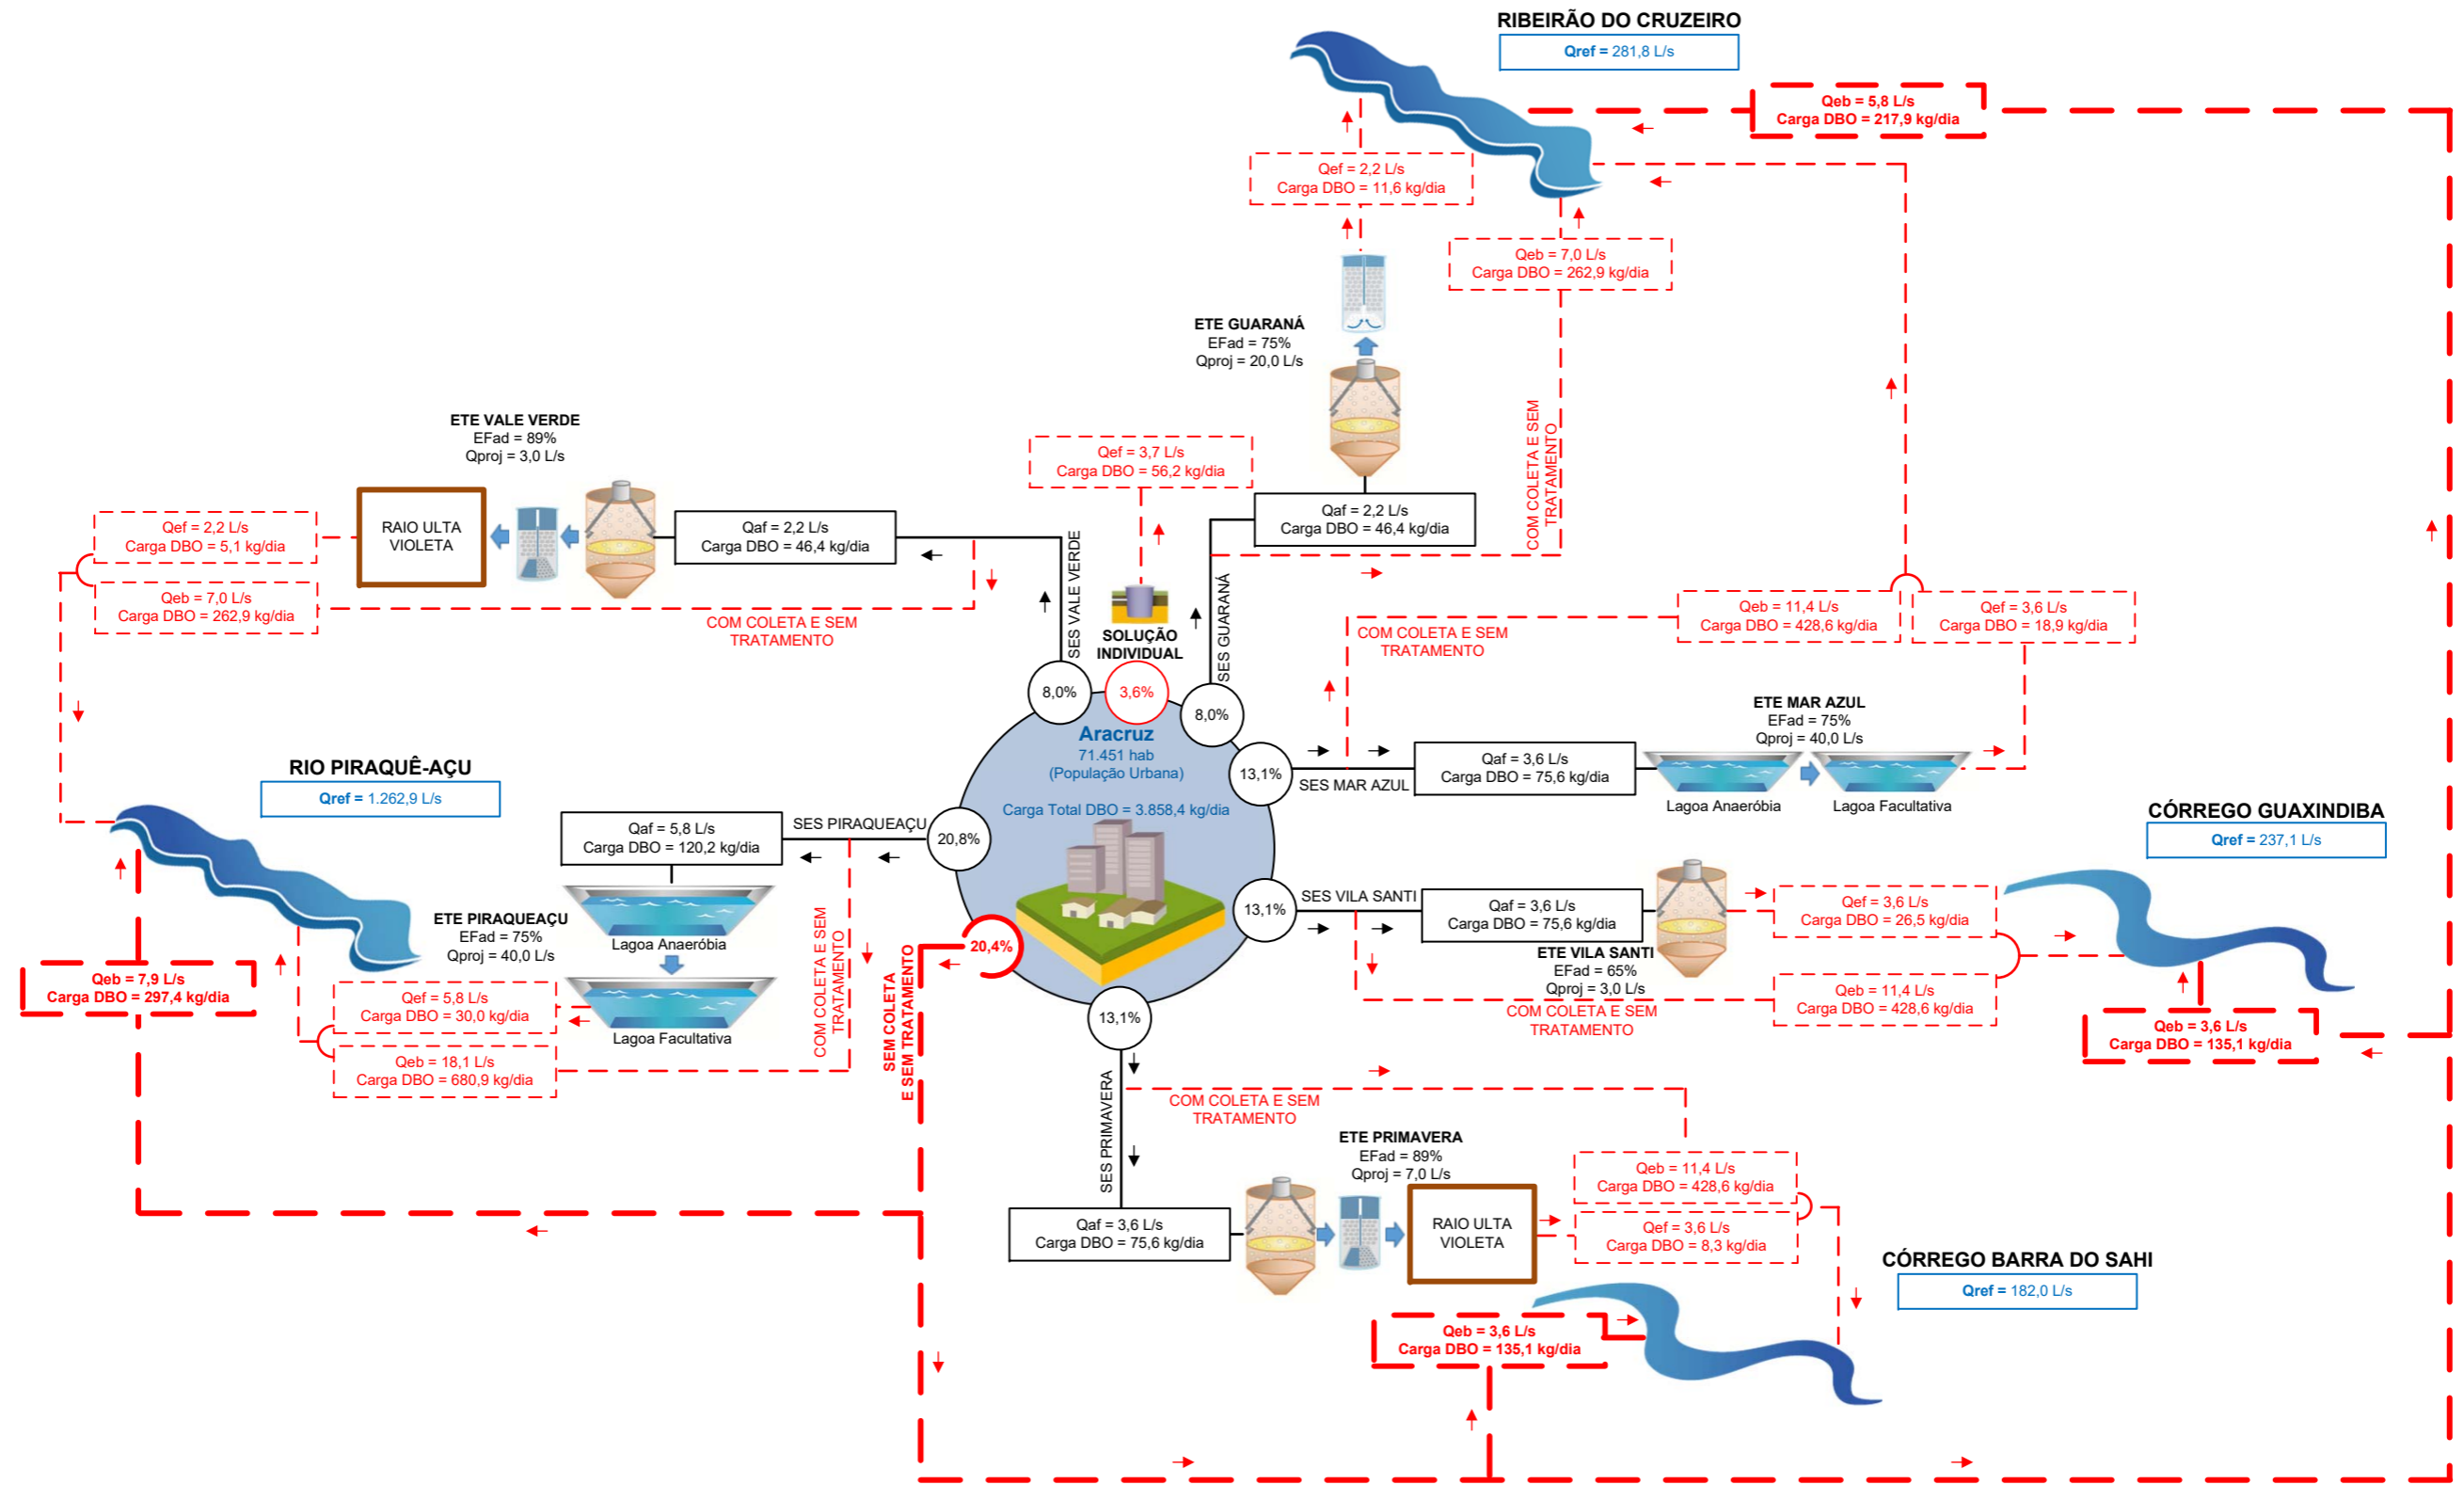 RIBEIRÃO DO CRUZEIRO
Qref = 281,8 L/s
Qeb = 5,8 L/s
Carga DBO = 217,9 kg/dia
Qef = 2,2 L/s
Carga DBO = 11,6 kg/dia
Qeb = 7,0 L/s
Carga DBO = 262,9 kg/dia
ETE GUARANÁ
EFad = 75%
Qproj = 20,0 L/s
COM COLETA E SEM
TRATAMENTO
Qaf = 2,2 L/s
Carga DBO = 46,4 kg/dia
SES GUARANÁ
ETE VALE VERDE
EFad = 89%
Qproj = 3,0 L/s
Qef = 2,2 L/s
Carga DBO = 5,1 kg/dia
RAIO ULTA
VIOLETA
Qaf = 2,2 L/s
Carga DBO = 46,4 kg/dia
Qeb = 7,0 L/s
Carga DBO = 262,9 kg/dia
COM COLETA E SEM
TRATAMENTO
SES VALE VERDE
Qef = 3,7 L/s
Carga DBO = 56,2 kg/dia
SOLUÇÃO
INDIVIDUAL
8,0%
3,6%
8,0%
Aracruz
71.451 hab
(População Urbana)
Carga Total DBO = 3.858,4 kg/dia
13,1%
SES MAR AZUL
COM COLETA E SEM
TRATAMENTO
Qeb = 11,4 L/s
Carga DBO = 428,6 kg/dia
Qef = 3,6 L/s
Carga DBO = 18,9 kg/dia
Qaf = 3,6 L/s
Carga DBO = 75,6 kg/dia
ETE MAR AZUL
EFad = 75%
Qproj = 40,0 L/s
Lagoa Anaeróbia
Lagoa Facultativa
RIO PIRAQUÊ-AÇU
Qref = 1.262,9 L/s
Qaf = 5,8 L/s
Carga DBO = 120,2 kg/dia
SES PIRAQUEAÇU
20,8%
ETE PIRAQUEAÇU
EFad = 75%
Qproj = 40,0 L/s
Lagoa Anaeróbia
Lagoa Facultativa
COM COLETA E SEM
TRATAMENTO
Qeb = 7,9 L/s
Carga DBO = 297,4 kg/dia
Qef = 5,8 L/s
Carga DBO = 30,0 kg/dia
Qeb = 18,1 L/s
Carga DBO = 680,9 kg/dia
20,4%
SEM COLETA
E SEM TRATAMENTO
CÓRREGO GUAXINDIBA
Qref = 237,1 L/s
13,1%
SES VILA SANTI
Qaf = 3,6 L/s
Carga DBO = 75,6 kg/dia
ETE VILA SANTI
EFad = 65%
Qproj = 3,0 L/s
COM COLETA E SEM
TRATAMENTO
Qef = 3,6 L/s
Carga DBO = 26,5 kg/dia
Qeb = 11,4 L/s
Carga DBO = 428,6 kg/dia
Qeb = 3,6 L/s
Carga DBO = 135,1 kg/dia
13,1%
SES PRIMAVERA
COM COLETA E SEM
TRATAMENTO
ETE PRIMAVERA
EFad = 89%
Qproj = 7,0 L/s
Qaf = 3,6 L/s
Carga DBO = 75,6 kg/dia
RAIO ULTA
VIOLETA
Qeb = 11,4 L/s
Carga DBO = 428,6 kg/dia
Qef = 3,6 L/s
Carga DBO = 8,3 kg/dia
CÓRREGO BARRA DO SAHI
Qref = 182,0 L/s
Qeb = 3,6 L/s
Carga DBO = 135,1 kg/dia